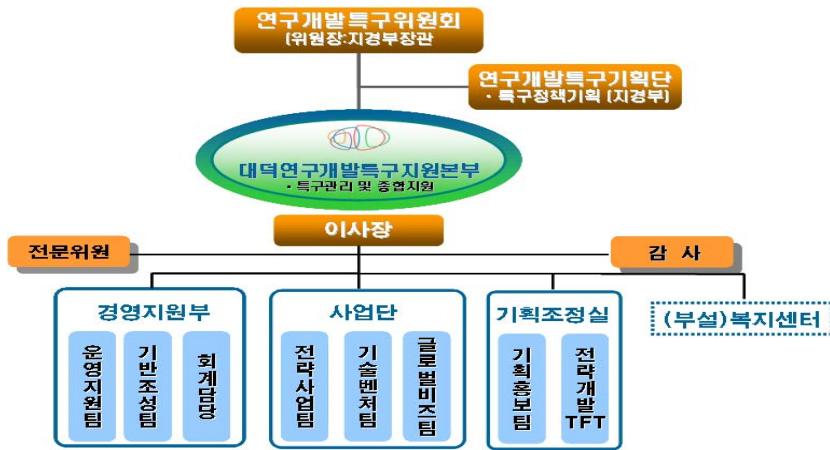 연구개발특구위원회
(위원장:지경부장관
연구개발특구기획단
· 특구정책기획 (지경부)
대덕연구개발특구지원본부
· 특구관리 및 종합지원
이사장
전문위원
감 사
경영지원부
운영지원팀
기반조성팀
회계담당
사업단
전략사업팀
기술벤처팀
글로벌비즈팀
기획조정실
기획홍보팀
전략개발TFT
(부설)복지센터